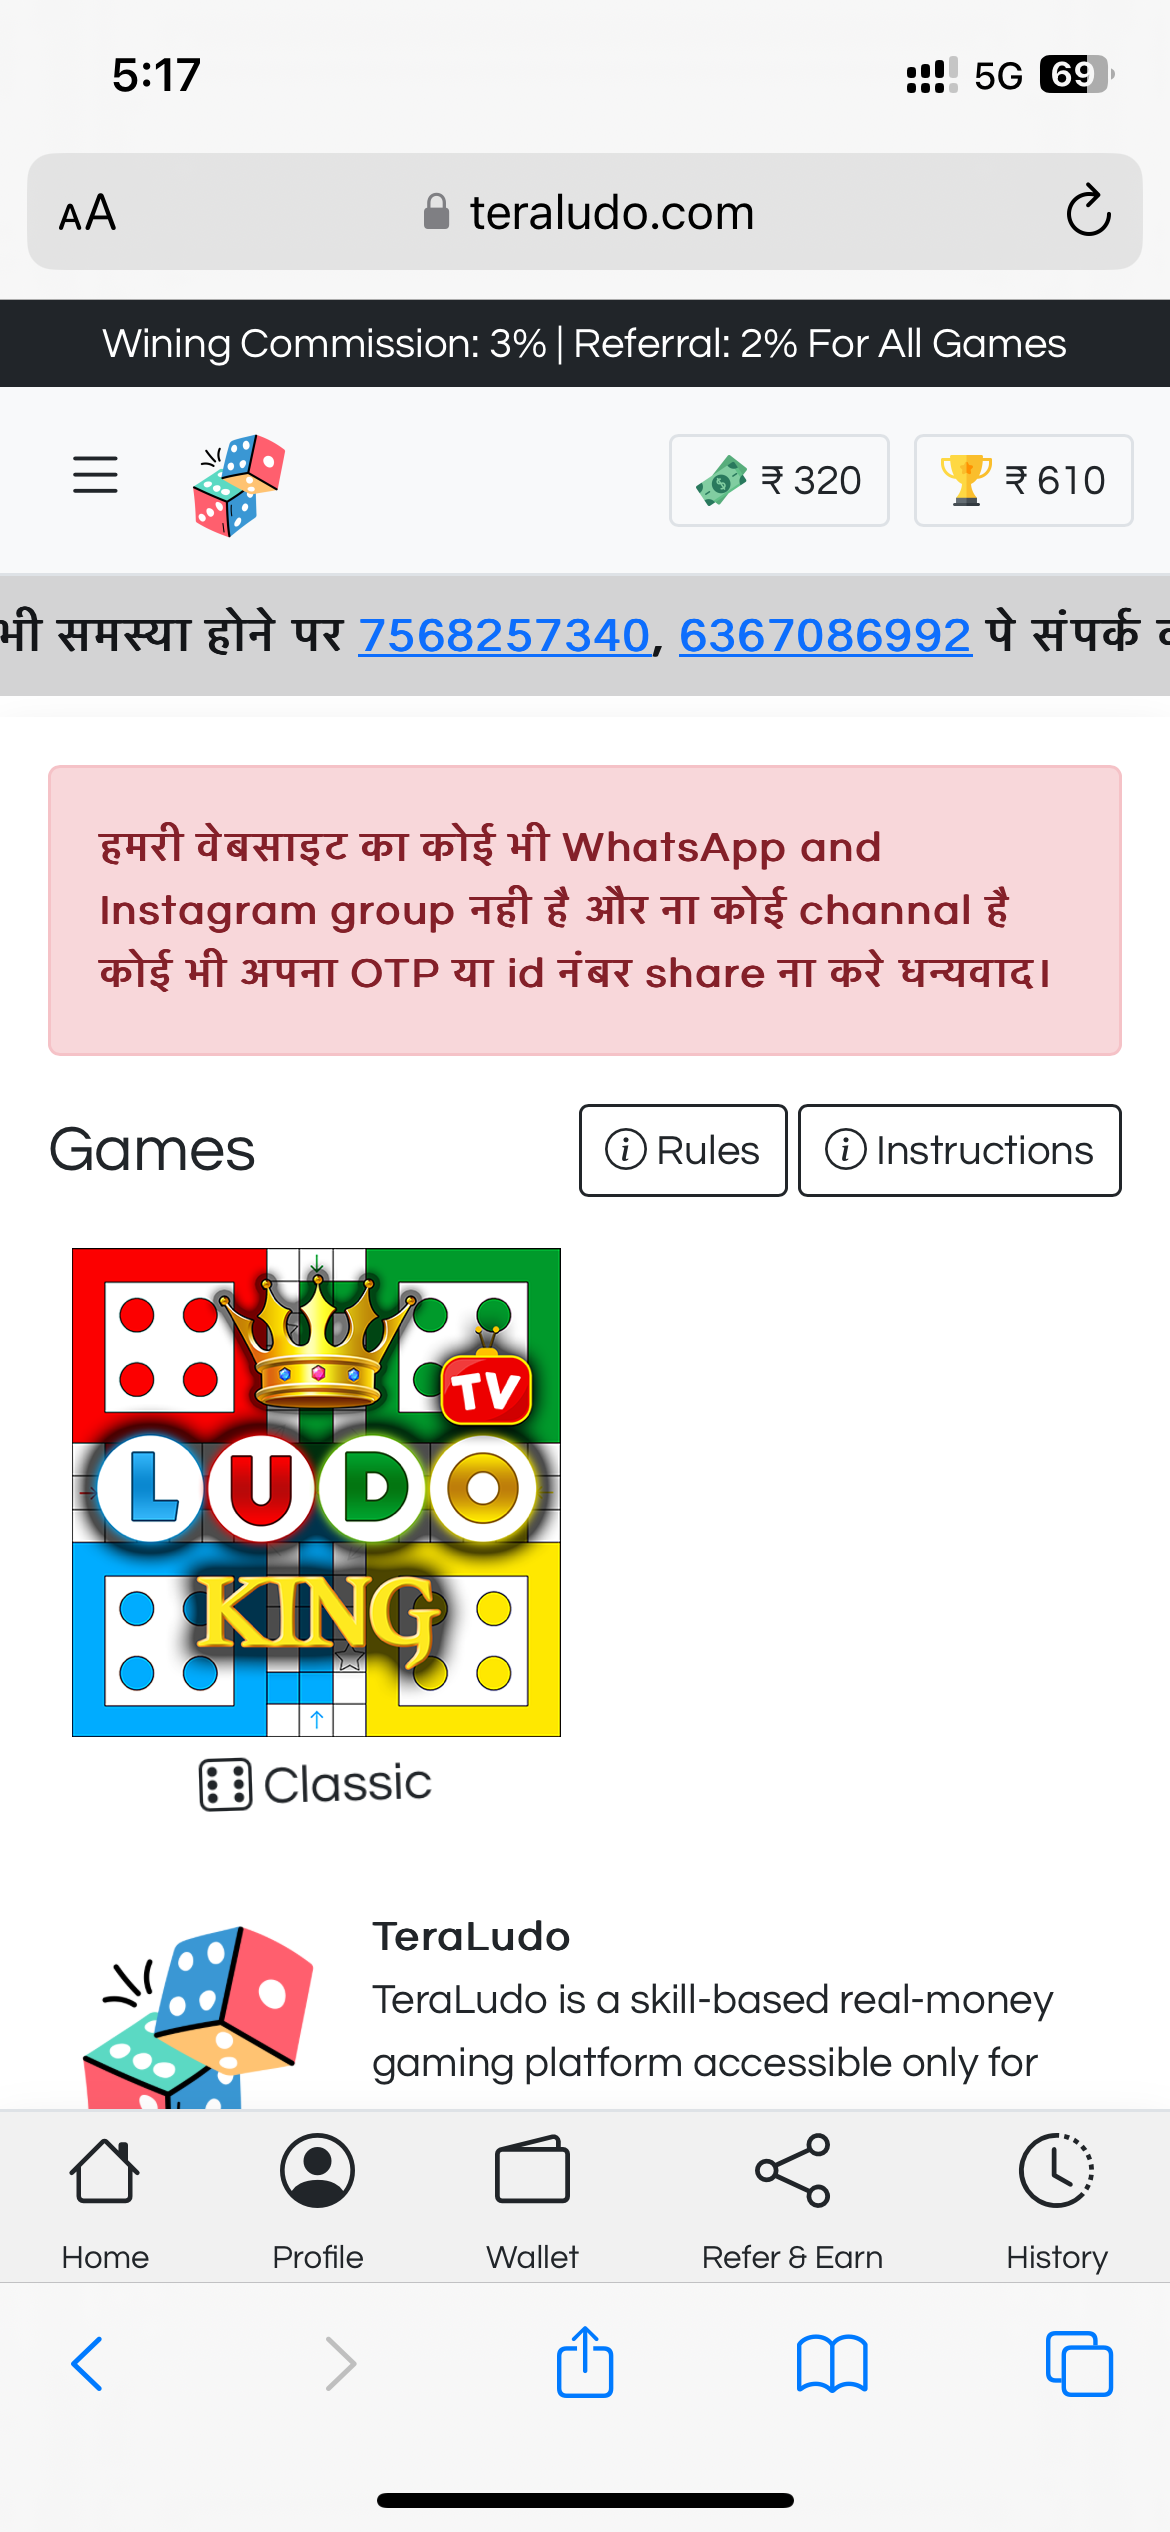 5:17
5G 69
AA teraludo.com
Wining Commission: 3% | Referral: 2% For All Games
₹ 320 ₹ 610
भी समस्या होने पर 7568257340, 6367086992 पे संपर्क
हमरी वेबसाइट का कोई भी WhatsApp and
Instagram group नही है और ना कोई channal है
कोई भी अपना OTP या id नंबर share ना करे धन्यवाद।
Games
Rules
Instructions
TV
LUDO
KING
Classic
TeraLudo
TeraLudo is a skill-based real-money
gaming platform accessible only for
Home Profile Wallet Refer & Earn History